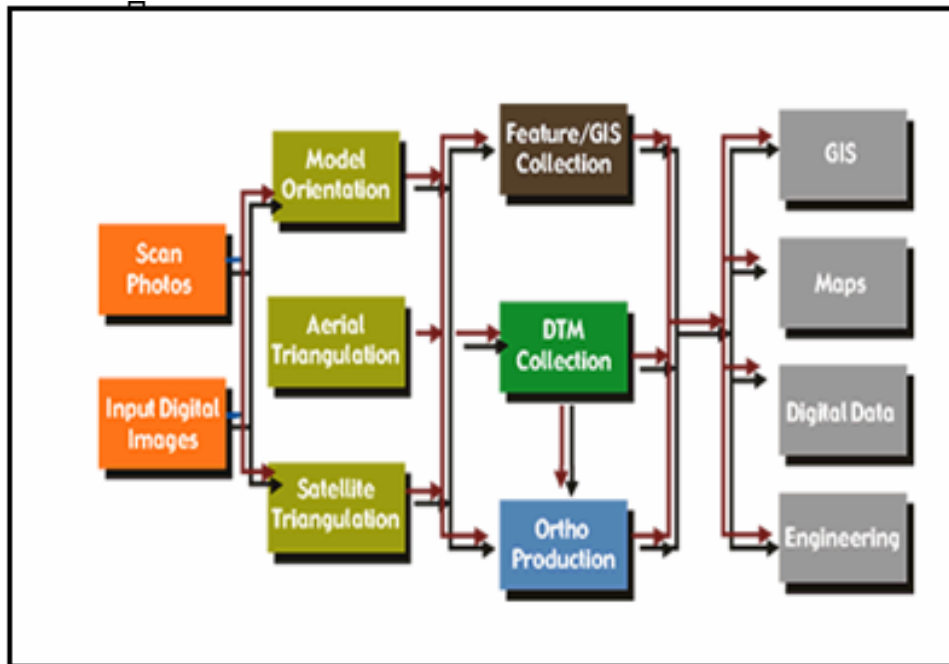 Scan
Photos
Input Digital
Images
Model
Orientation
Aerial
Triangulation
Satellite
Triangulation
Feature/GIS
Collection
DTM
Collection
Ortho
Production
GIS
Maps
Digital Data
Engineering